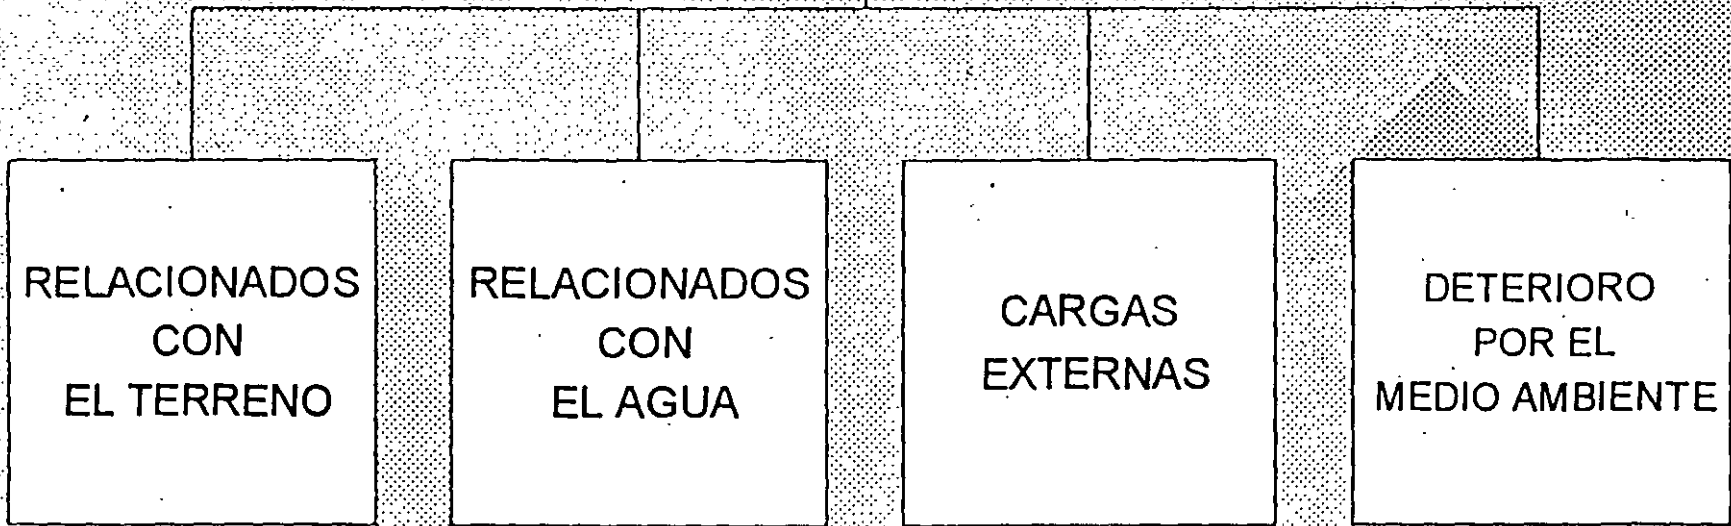 RELACIONADOS
CON
EL TERRENO
RELACIONADOS
CON
EL AGUA
CARGAS
EXTERNAS
DETERIORO
POR EL
MEDIO AMBIENTE